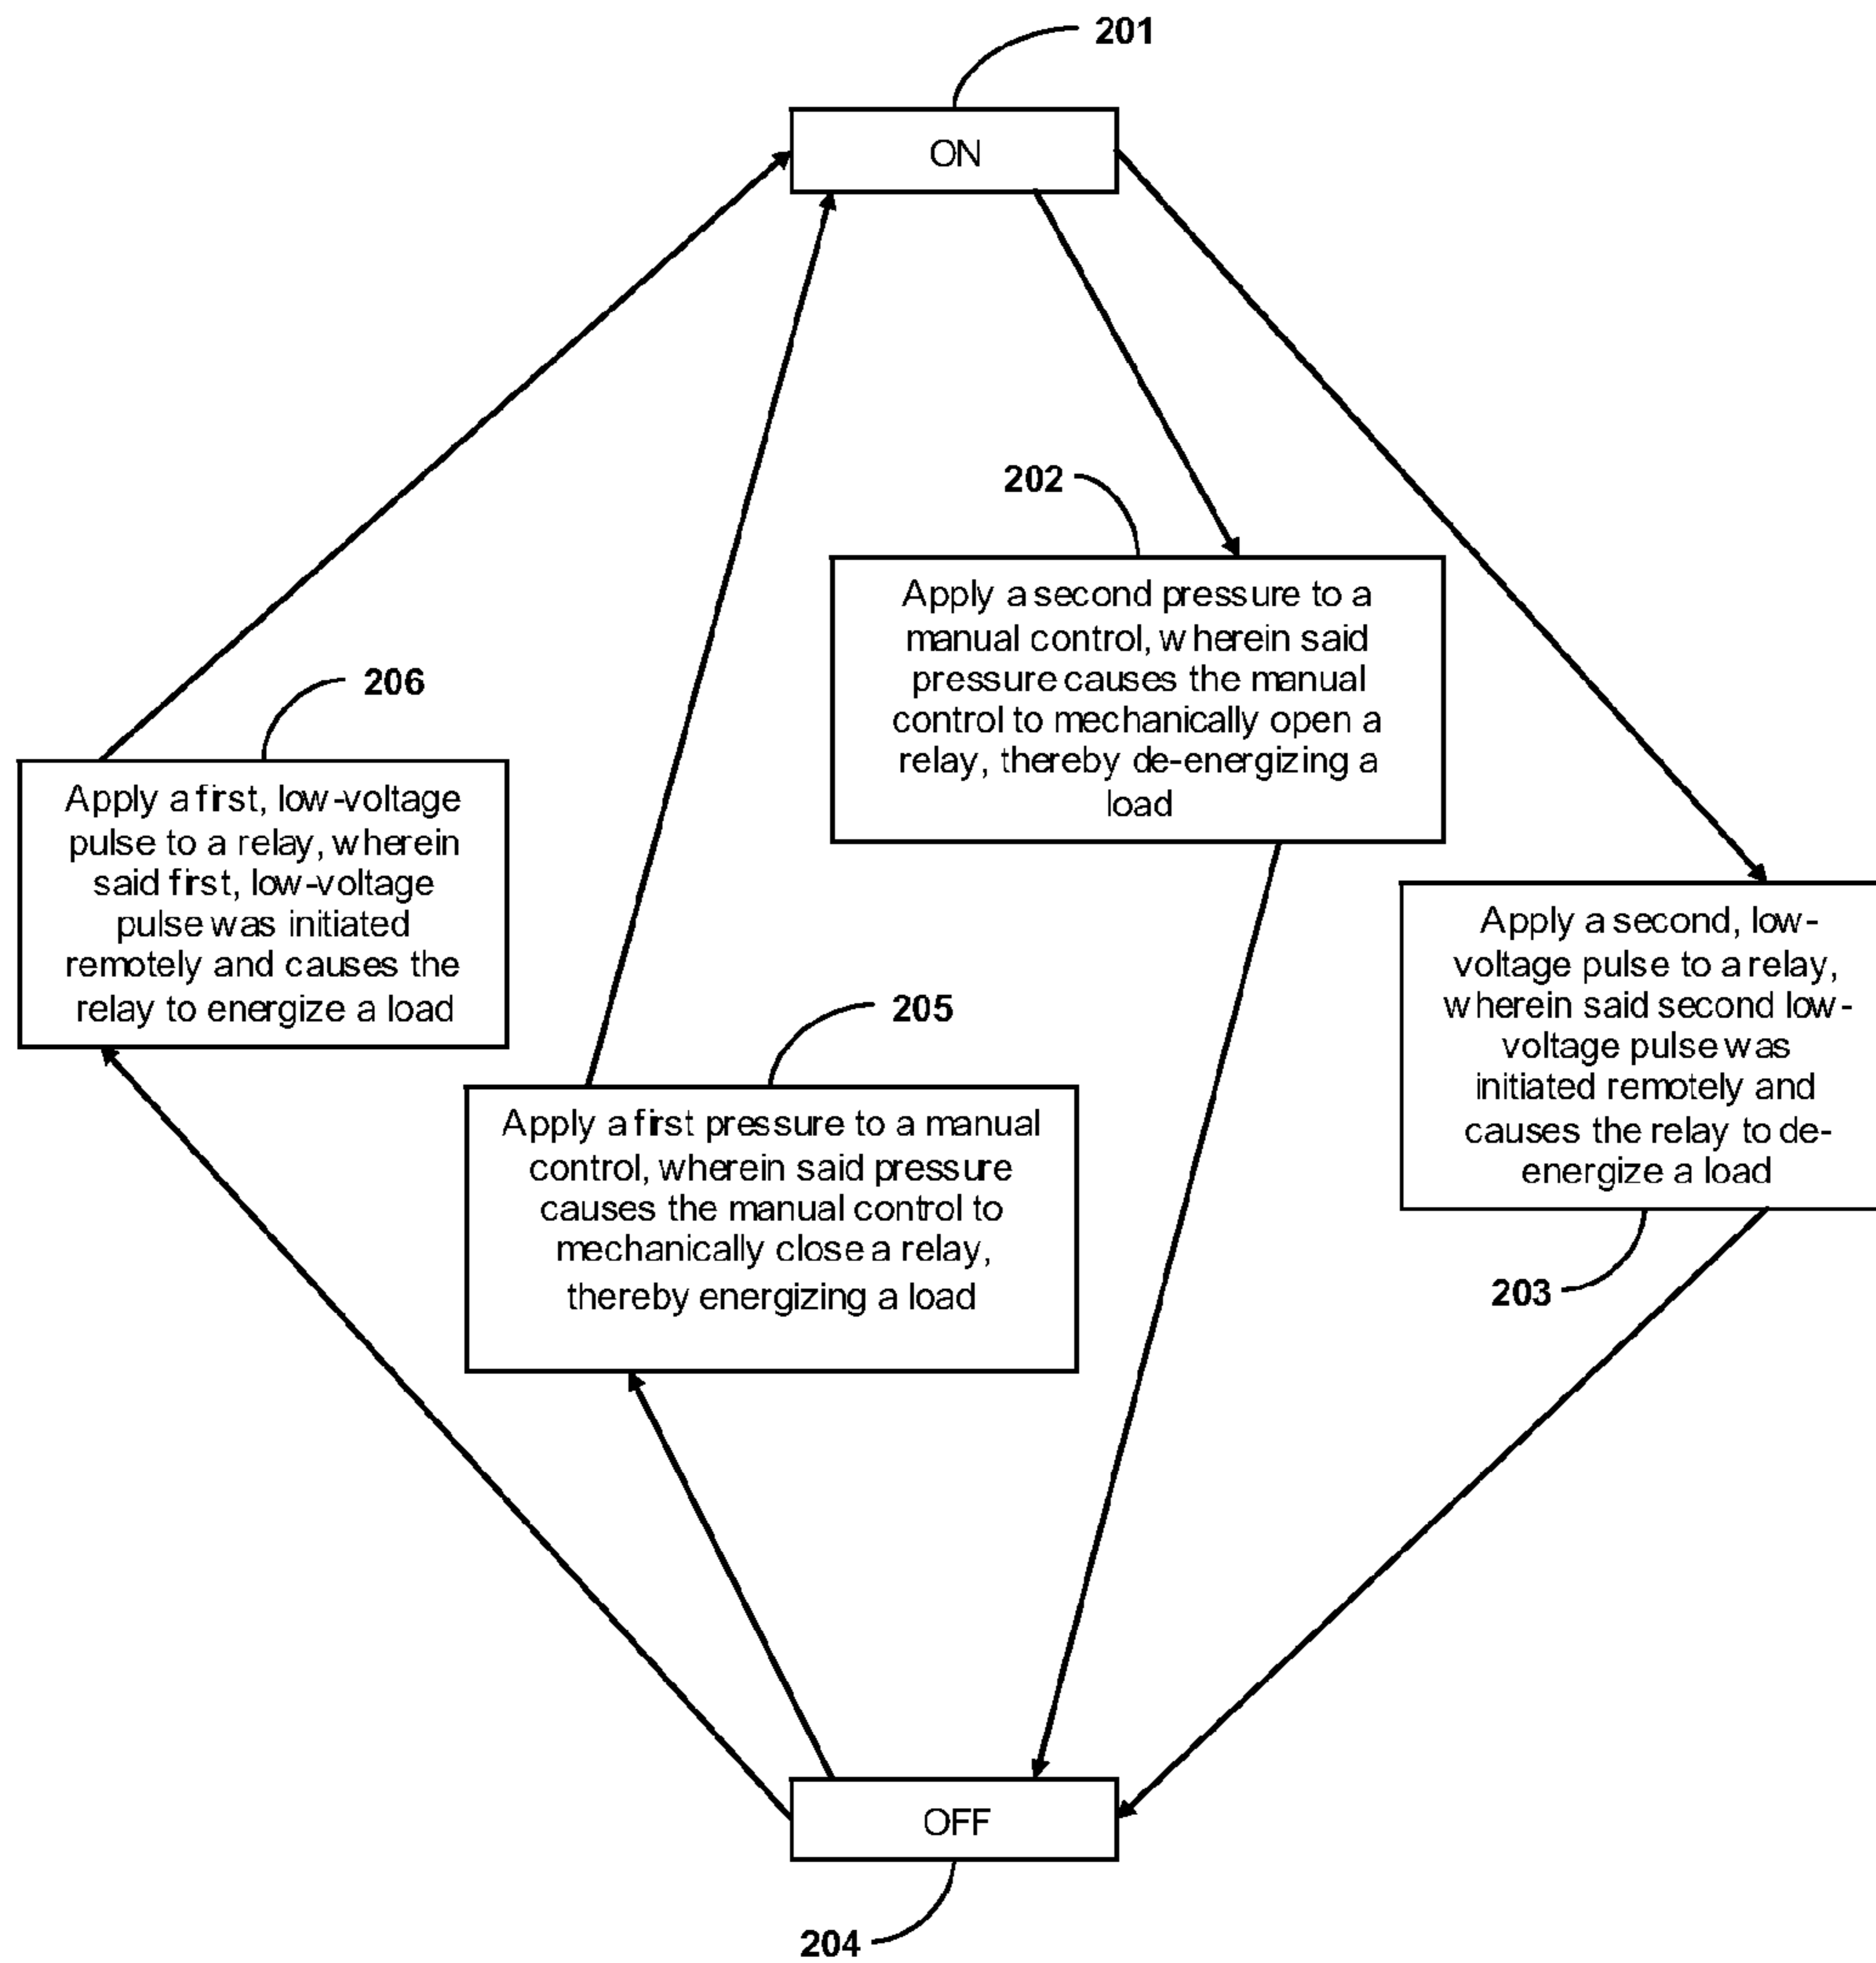 201
ON
202
Apply a second pressure to a
manual control, wherein said
pressure causes the manual
control to mechanically open a
relay, thereby de-energizing a
load
206
Apply a first, low-voltage
pulse to a relay, wherein
said first, low-voltage
pulse was initiated
remotely and causes the
relay to energize a load
Apply a second, low-
voltage pulse to a relay,
wherein said second low-
voltage pulse was
initiated remotely and
causes the relay to de-
energize a load
203
205
Apply a first pressure to a manual
control, wherein said pressure
causes the manual control to
mechanically close a relay,
thereby energizing a load
OFF
204